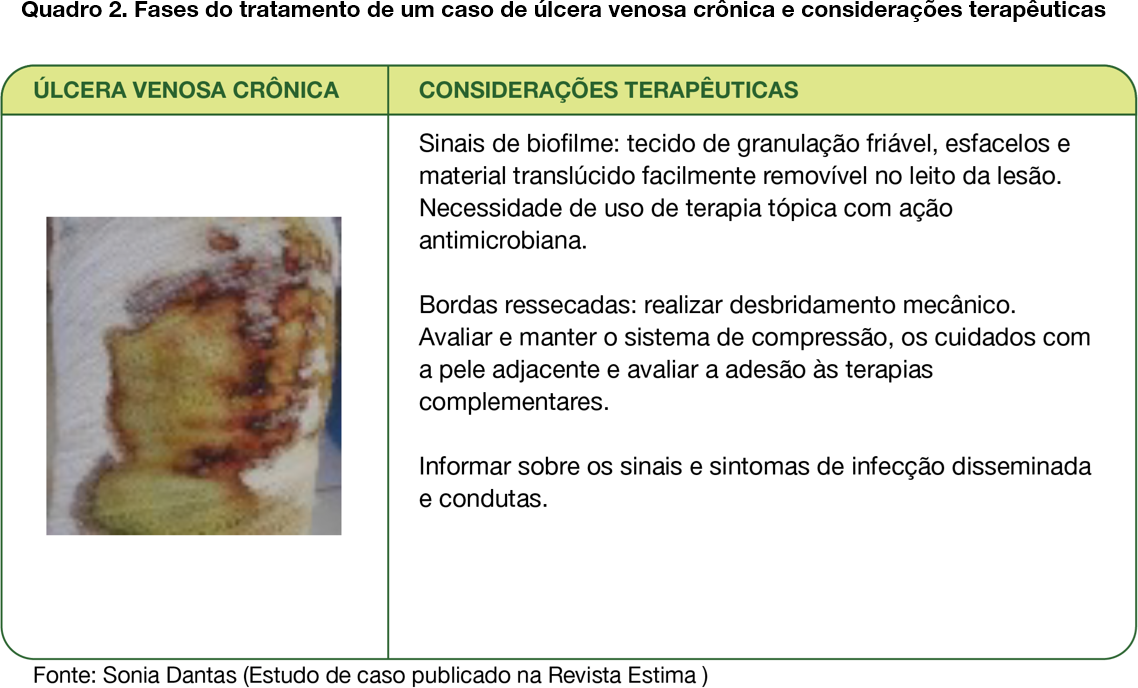 Quadro 2. Fases do tratamento de um caso de úlcera venosa crônica e considerações terapêuticas
ÚLCERA VENOSA CRÔNICA
CONSIDERAÇÕES TERAPÊUTICAS
Sinais de biofilme: tecido de granulação friável, esfacelos e
material translúcido facilmente removível no leito da lesão.
Necessidade de uso de terapia tópica com ação
antimicrobiana.
Bordas ressecadas: realizar desbridamento mecânico.
Avaliar e manter o sistema de compressão, os cuidados com
a pele adjacente e avaliar a adesão às terapias
complementares.
Informar sobre os sinais e sintomas de infecção disseminada
e condutas.
Fonte: Sonia Dantas (Estudo de caso publicado na Revista Estima )